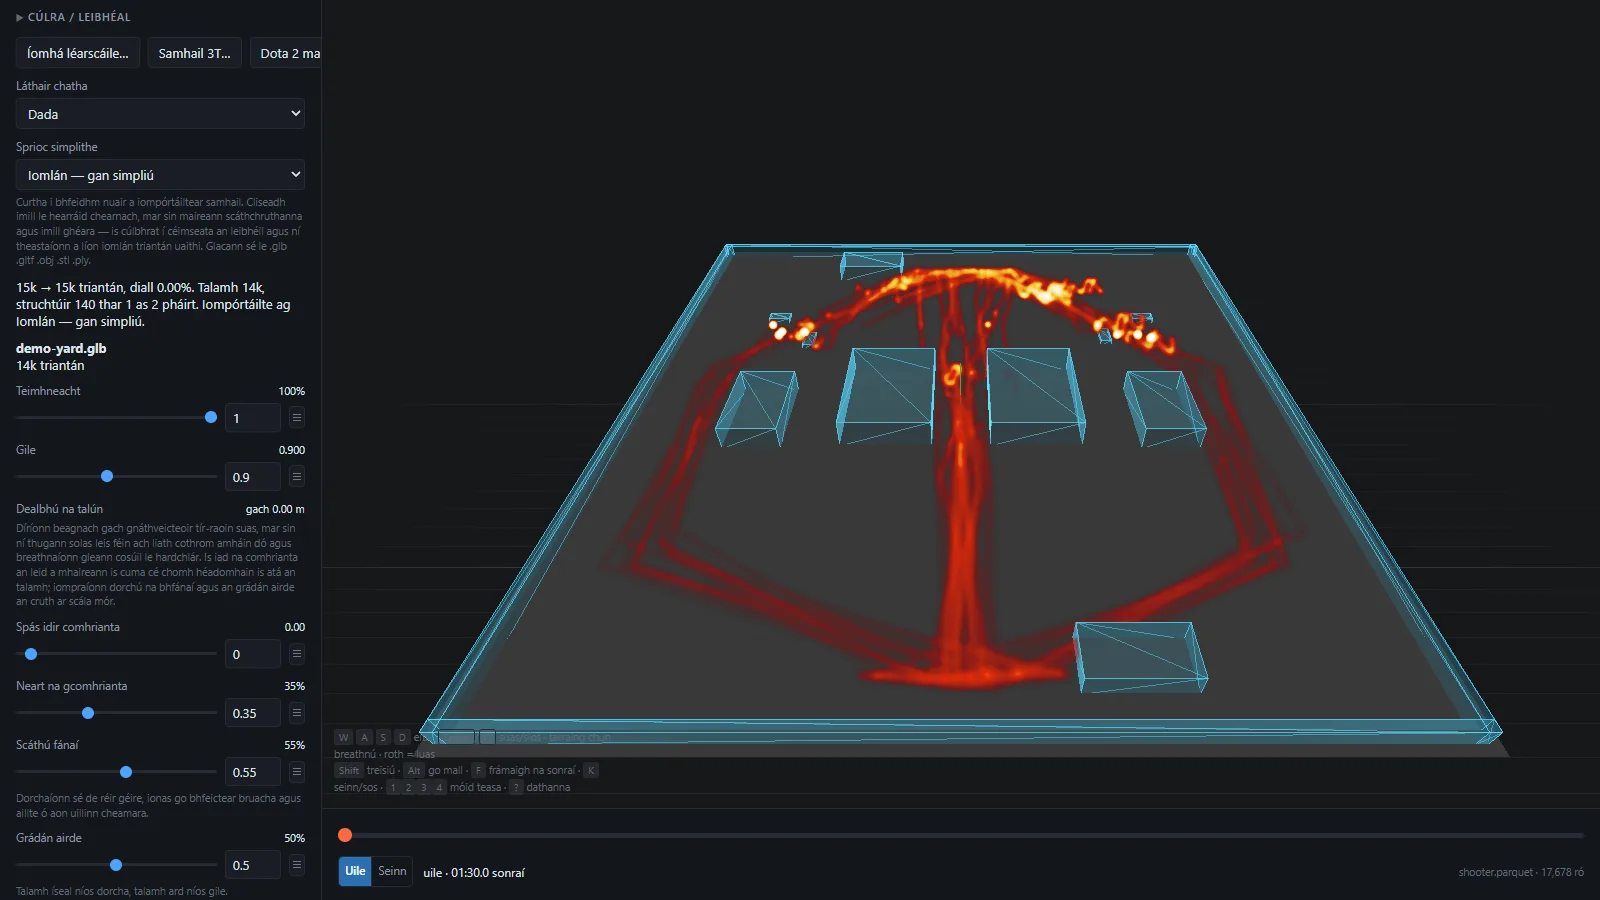 ▶ CÚLRA / LEIBHÉAL
Íomhá léarscáile...
Samhail 3T...
Dota 2 ma
Láthair chatha
Dada
Sprioc simplithe
Iomlán — gan simpliú
Curtha i bhfeidhm nuair a iompórtáiltear samhail. Cliseadh
imill le hearráid chearnach, mar sin maireann scáthchruthanna
agus imill ghéara — is cúlbhrat í céimseata an leibhéil agus ní
theastaíonn a líon iomlán triantán uaithi. Glacann sé le .glb
.gltf .obj .stl .ply.
15k → 15k triantán, diall 0.00%. Talamh 14k,
struchtúir 140 thar 1 as 2 pháirt. Iompórtáilte ag
Iomlán — gan simpliú.
demo-yard.glb
14k triantán
Teimhneacht 100%
1
Gile 0.900
0.9
Dealbhú na talún gach 0.00 m
Díríonn beagnach gach gnáthveicteoir tír-raoin suas, mar sin
ní thugann solas leis féin ach liath cothrom amháin dó agus
breathnaíonn gleann cosúil le hardchlár. Is iad na comhrianta
an leid a mhaireann is cuma cé chomh héadomhain is atá an
talamh; iompraíonn dorchú na bhfánaí agus an grádán airde
an cruth ar scála mór.
Spás idir comhrianta 0.00
0
Neart na gcomhrianta 35%
0.35
Scáthú fánaí 55%
0.55
Dorchaíonn sé de réir géire, ionas go bhfeictear bruacha agus
aillte ó aon uillinn cheamara.
Grádán airde 50%
0.5
Talamh íseal níos dorcha, talamh ard níos gile.
W A S D suas/síos · tarraing chun
breathnú · roth = luas
Shift treisiú · Alt go mall · F frámaigh na sonraí · K
seinn/sos · 1 2 3 4 móid teasa · ? dathanna
Uile Seinn uile · 01:30.0 sonraí
shooter.parquet · 17,678 ró